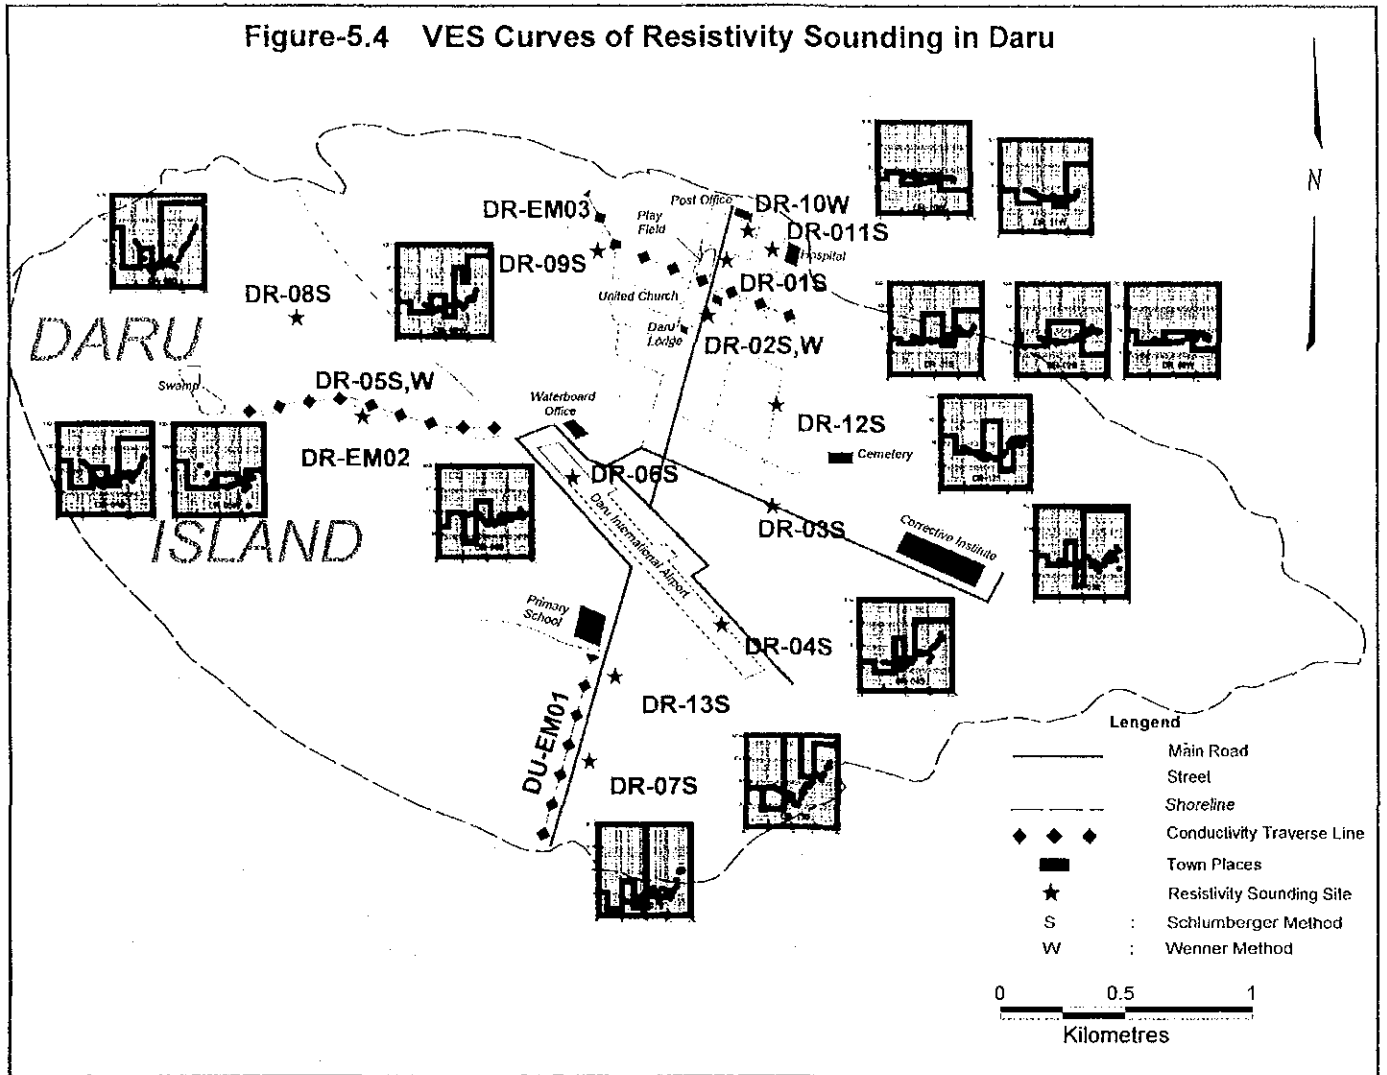 Figure-5.4 VES Curves of Resistivity Sounding in Daru
N
DR-EM03
Post Office
DR-10W
Play
Field
DR-011S
Hospital
DR-09S
DR-08S
United Church
DR-01S
DARU
Daru
Lodge
DR-02S,W
Swamp
DR-05S,W
Waterboard
Office
DR-12S
Cemetery
DR-EM02
DR-06S
ISLAND
Daru International Airport
DR-03S
Corrective Institute
Primary
School
DR-04S
DU-EM01
DR-13S
DR-07S
Lengend
Main Road
Street
Shoreline
Conductivity Traverse Line
Town Places
Resistivity Sounding Site
S : Schlumberger Method
W : Wenner Method
0 0.5 1
Kilometres